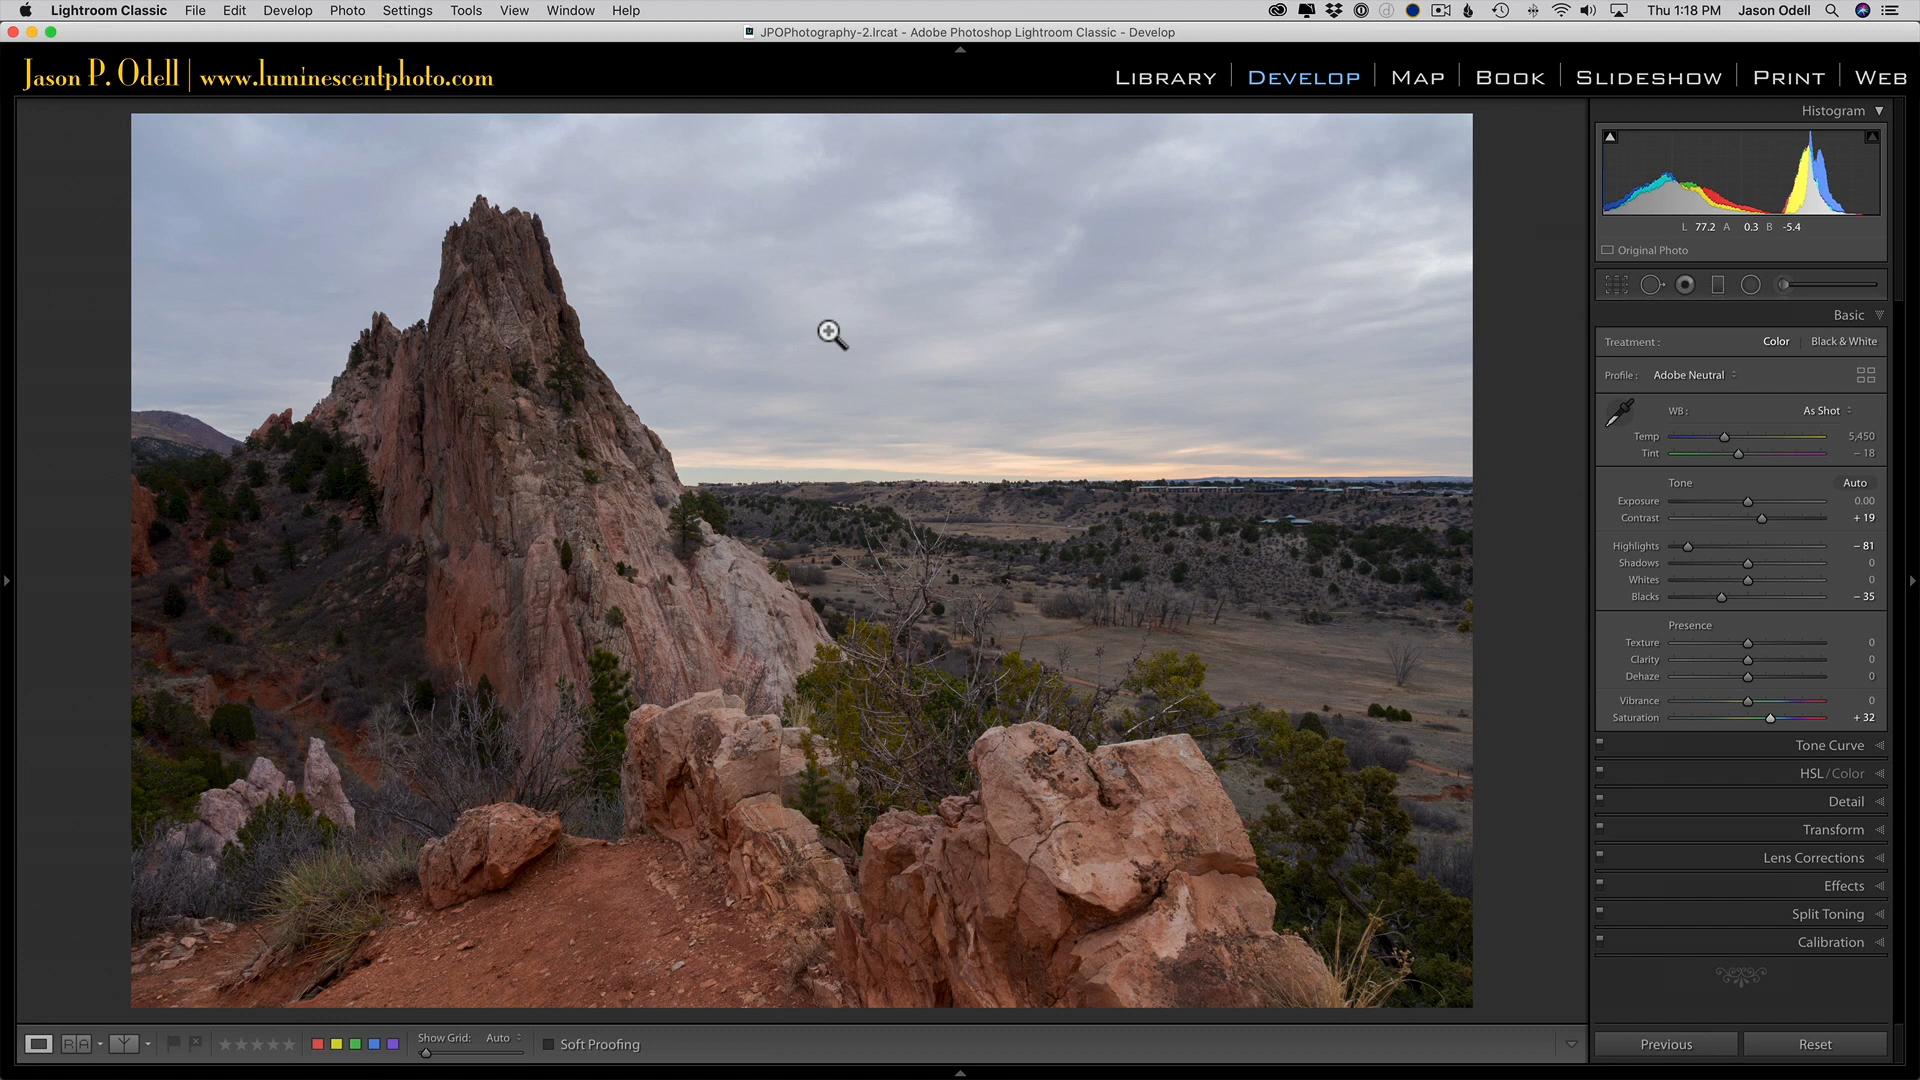 Lightroom Classic File Edit Develop Photo Settings Tools View Window Help Thu 1:18 PM Jason Odell
JPOPhotography-2.lrcat - Adobe Photoshop Lightroom Classic - Develop
Jason P. Odell | www.luminescentphoto.com
Library | Develop | Map | Book | Slideshow | Print | Web
Histogram
L 77.2 A 0.3 B -5.4
Original Photo
Basic
Treatment : Color | Black & White
Profile : Adobe Neutral
WB : As Shot
Temp 5,450
Tint – 18
Tone Auto
Exposure 0.00
Contrast + 19
Highlights – 81
Shadows 0
Whites 0
Blacks – 35
Presence
Texture 0
Clarity 0
Dehaze 0
Vibrance 0
Saturation + 32
Tone Curve
HSL / Color
Detail
Transform
Lens Corrections
Effects
Split Toning
Calibration
R A Y Show Grid: Auto Soft Proofing
Previous Reset